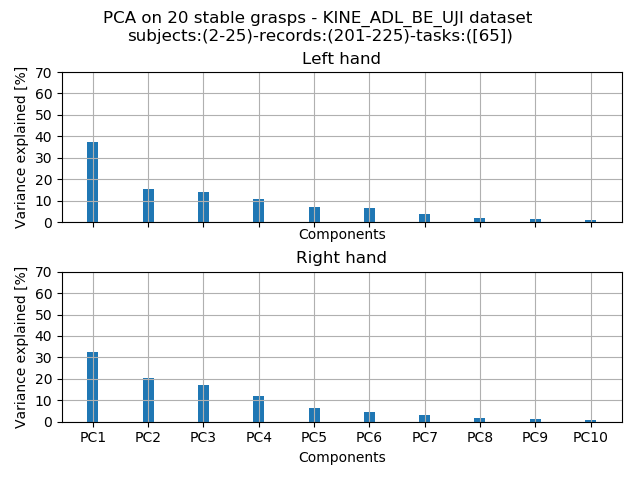 PCA on 20 stable grasps - KINE_ADL_BE_UJI dataset
subjects:(2-25)-records:(201-225)-tasks:([65])
Left hand
Variance explained [%]
70
60
50
40
30
20
10
0
Components
Right hand
Variance explained [%]
70
60
50
40
30
20
10
0
PC1 PC2 PC3 PC4 PC5 PC6 PC7 PC8 PC9 PC10
Components